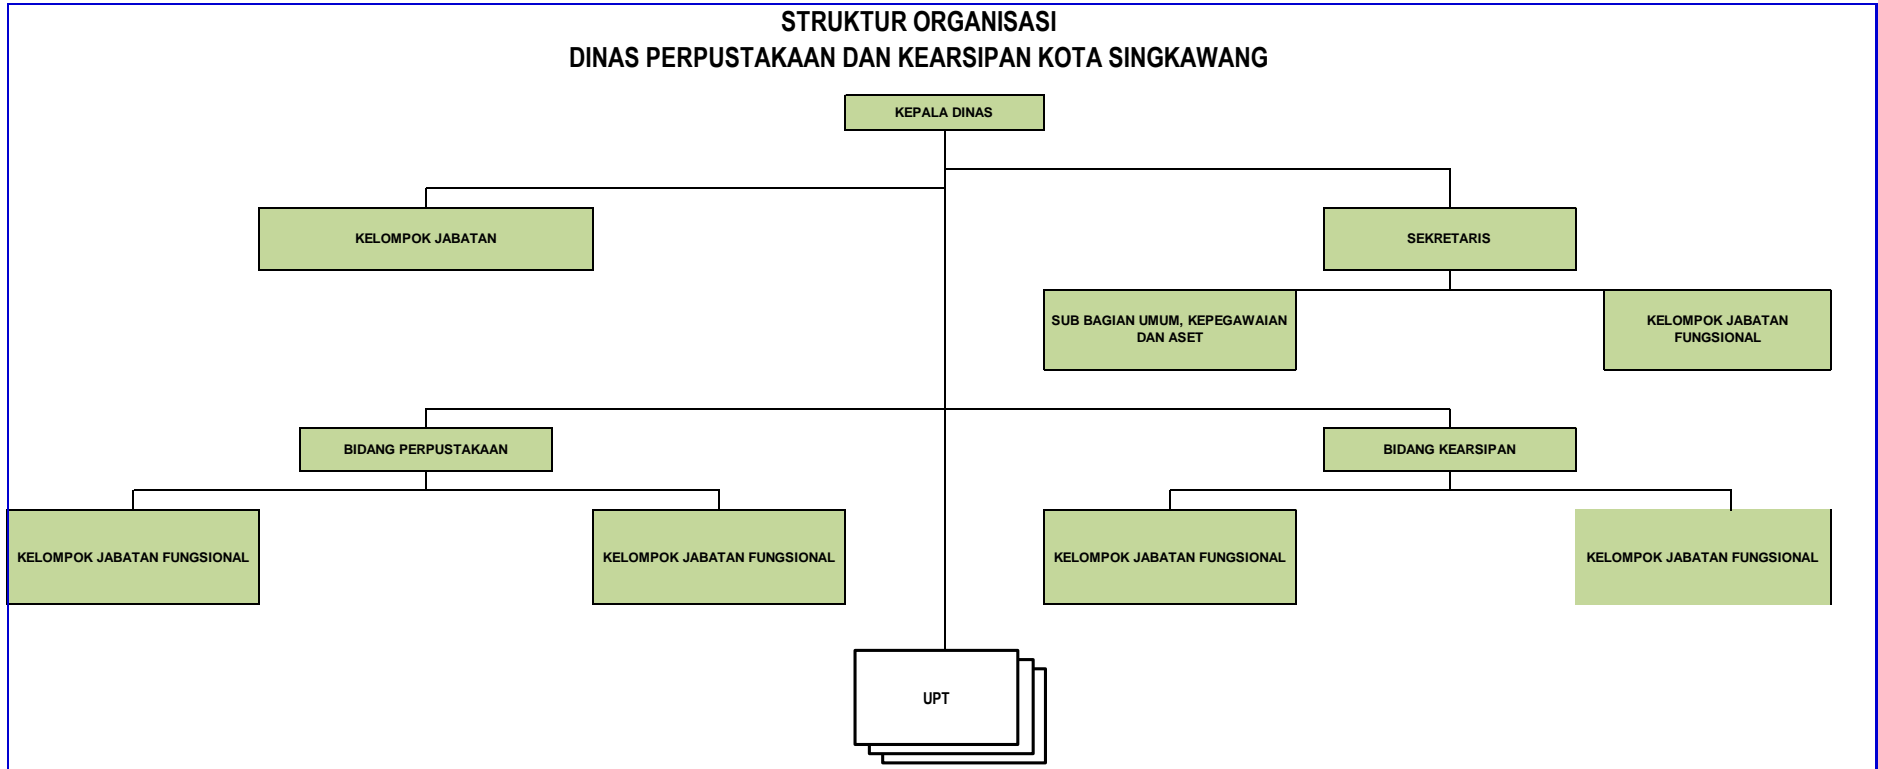 STRUKTUR ORGANISASI
DINAS PERPUSTAKAAN DAN KEARSIPAN KOTA SINGKAWANG
KEPALA DINAS
KELOMPOK JABATAN
SEKRETARIS
SUB BAGIAN UMUM, KEPEGAWAIAN
DAN ASET
KELOMPOK JABATAN
FUNGSIONAL
BIDANG PERPUSTAKAAN
BIDANG KEARSIPAN
KELOMPOK JABATAN FUNGSIONAL
KELOMPOK JABATAN FUNGSIONAL
KELOMPOK JABATAN FUNGSIONAL
KELOMPOK JABATAN FUNGSIONAL
UPT